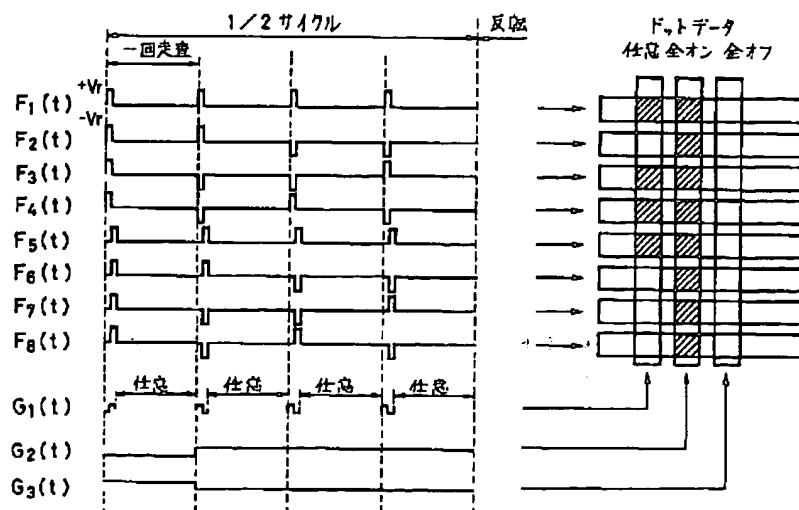 1/2サイクル
反転
一回走査
ドットデータ
任意 全オン 全オフ
+Vr
F1(t)
-Vr
F2(t)
F3(t)
F4(t)
F5(t)
F6(t)
F7(t)
F8(t)
任意 任意 任意 任意
G1(t)
G2(t)
G3(t)